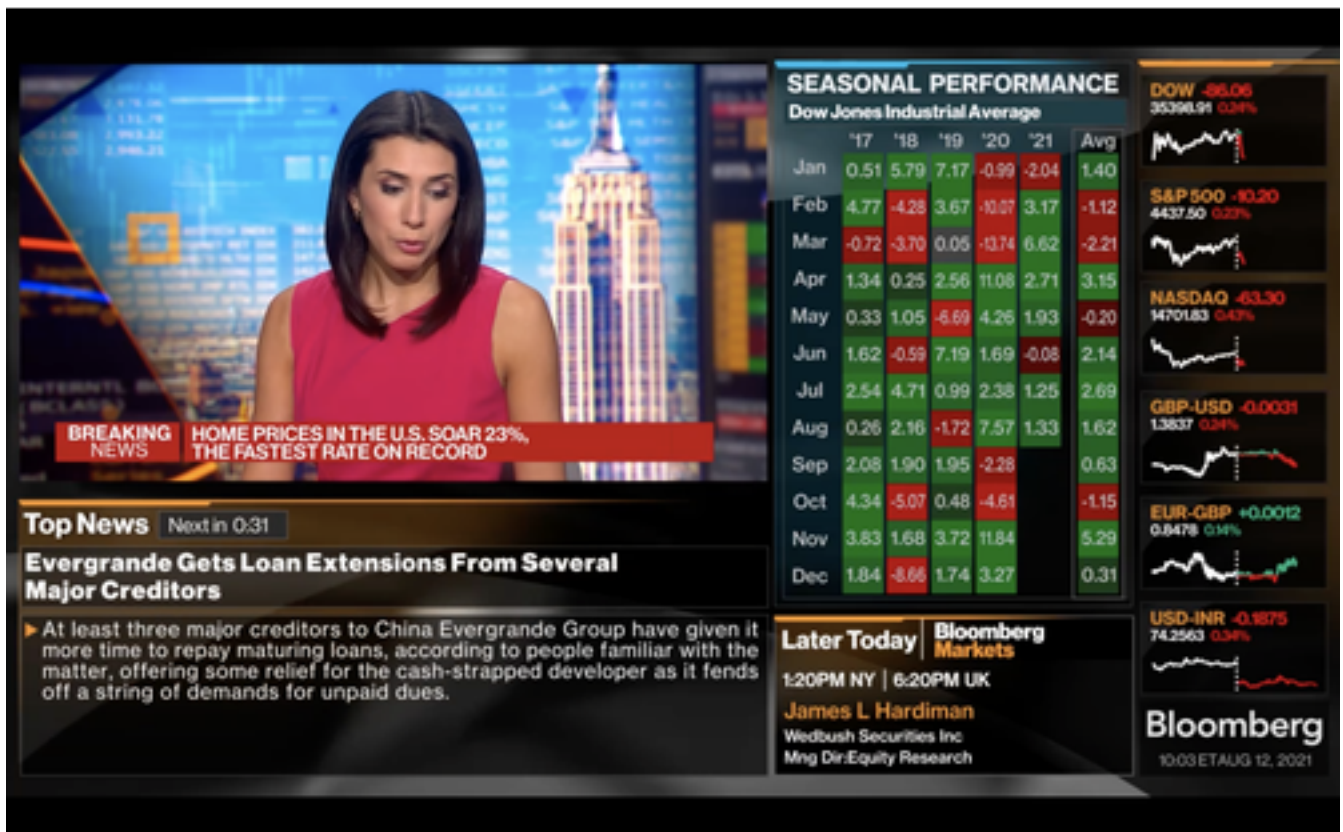 BREAKING NEWS
HOME PRICES IN THE U.S. SOAR 23%,
THE FASTEST RATE ON RECORD
Top News Next in 0:31
Evergrande Gets Loan Extensions From Several
Major Creditors
At least three major creditors to China Evergrande Group have given it
more time to repay maturing loans, according to people familiar with the
matter, offering some relief for the cash-strapped developer as it fends
off a string of demands for unpaid dues.
SEASONAL PERFORMANCE
Dow Jones Industrial Average
'17 '18 '19 '20 '21 Avg
Jan 0.51 5.79 7.17 -0.99 -2.04 1.40
Feb 4.77 -4.28 3.67 -10.07 3.17 -1.12
Mar -0.72 -3.70 0.05 -13.74 6.62 -2.21
Apr 1.34 0.25 2.56 11.08 2.71 3.15
May 0.33 1.05 -6.69 4.26 1.93 -0.20
Jun 1.62 -0.59 7.19 1.69 -0.08 2.14
Jul 2.54 4.71 0.99 2.38 1.25 2.69
Aug 0.26 2.16 -1.72 7.57 1.33 1.62
Sep 2.08 1.90 1.95 -2.28 0.63
Oct 4.34 -5.07 0.48 -4.61 -1.15
Nov 3.83 1.68 3.72 11.84 5.29
Dec 1.84 -8.66 1.74 3.27 0.31
Later Today Bloomberg Markets
1:20PM NY | 6:20PM UK
James L Hardiman
Wedbush Securities Inc
Mng Dir:Equity Research
DOW -86.06
35398.91 0.24%
S&P 500 -10.20
4437.50 0.23%
NASDAQ -63.30
14701.83 0.43%
GBP-USD -0.0031
1.3837 0.24%
EUR-GBP +0.0012
0.8478 0.14%
USD-INR -0.1875
74.2563 0.34%
Bloomberg
10:03 ET AUG 12, 2021